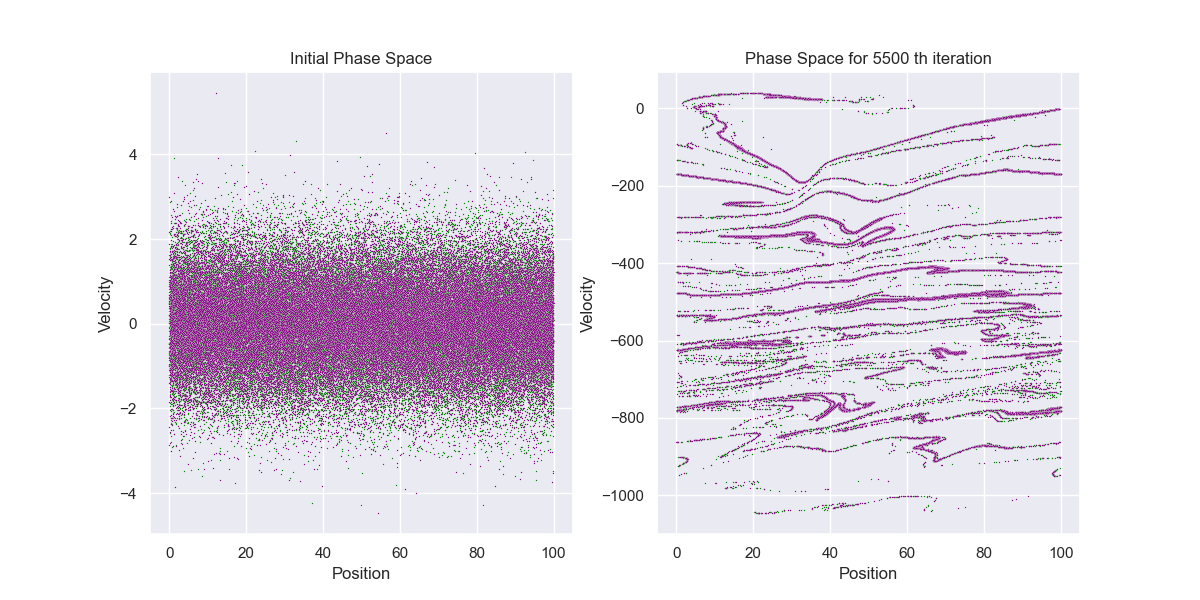 Initial Phase Space
Velocity
4
2
0
−2
−4
0 20 40 60 80 100
Position
Phase Space for 5500 th iteration
Velocity
0
−200
−400
−600
−800
−1000
0 20 40 60 80 100
Position